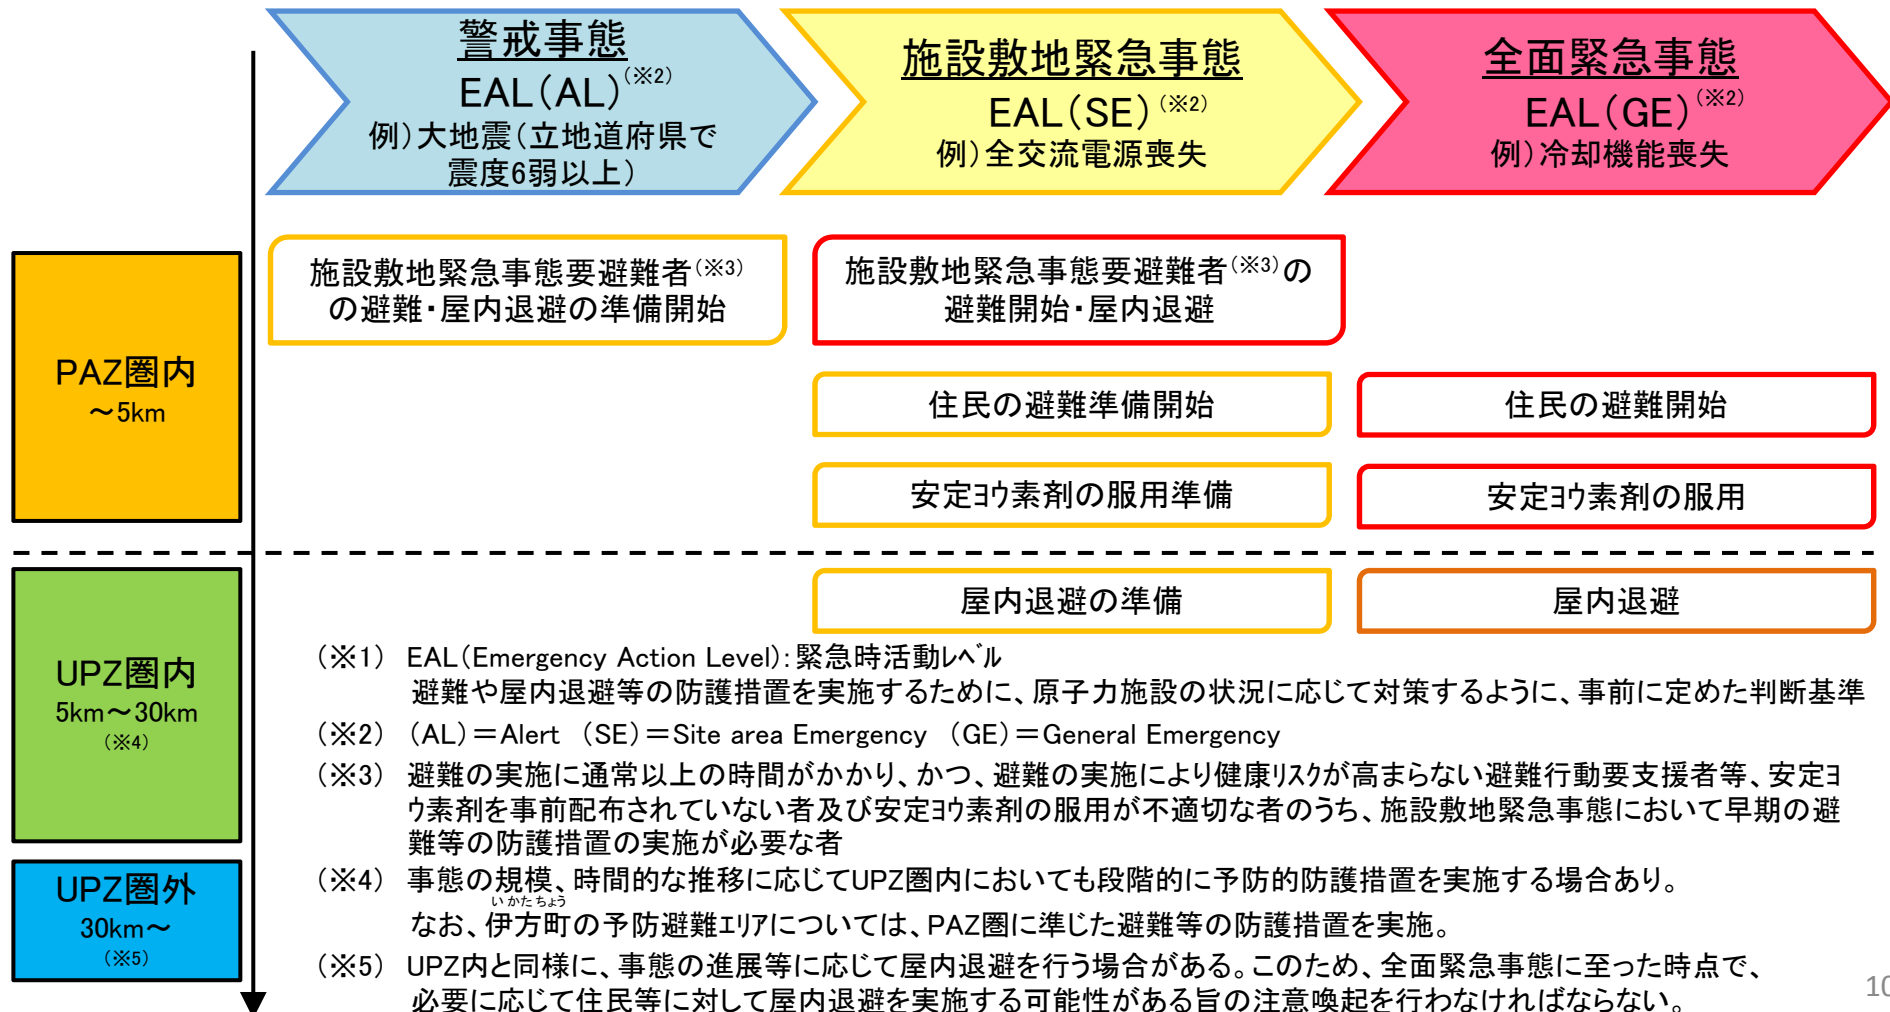 警戒事態
EAL(AL)(※2)
例)大地震(立地道府県で
震度6弱以上)
施設敷地緊急事態
EAL(SE)(※2)
例)全交流電源喪失
全面緊急事態
EAL(GE)(※2)
例)冷却機能喪失
PAZ圏内
～5km
施設敷地緊急事態要避難者(※3)
の避難・屋内退避の準備開始
施設敷地緊急事態要避難者(※3)の
避難開始・屋内退避
住民の避難準備開始
住民の避難開始
安定ﾖｳ素剤の服用準備
安定ﾖｳ素剤の服用
UPZ圏内
5km～30km
(※4)
屋内退避の準備
屋内退避
UPZ圏外
30km～
(※5)
(※1) EAL(Emergency Action Level):緊急時活動ﾚﾍﾞﾙ
避難や屋内退避等の防護措置を実施するために、原子力施設の状況に応じて対策するように、事前に定めた判断基準
(※2) (AL)＝Alert (SE)＝Site area Emergency (GE)＝General Emergency
(※3) 避難の実施に通常以上の時間がかかり、かつ、避難の実施により健康ﾘｽｸが高まらない避難行動要支援者等、安定ﾖ
ｳ素剤を事前配布されていない者及び安定ﾖｳ素剤の服用が不適切な者のうち、施設敷地緊急事態において早期の避
難等の防護措置の実施が必要な者
(※4) 事態の規模、時間的な推移に応じてUPZ圏内においても段階的に予防的防護措置を実施する場合あり。
いかたちょう
なお、伊方町の予防避難ｴﾘｱについては、PAZ圏に準じた避難等の防護措置を実施。
(※5) UPZ内と同様に、事態の進展等に応じて屋内退避を行う場合がある。このため、全面緊急事態に至った時点で、
必要に応じて住民等に対して屋内退避を実施する可能性がある旨の注意喚起を行わなければならない。
10